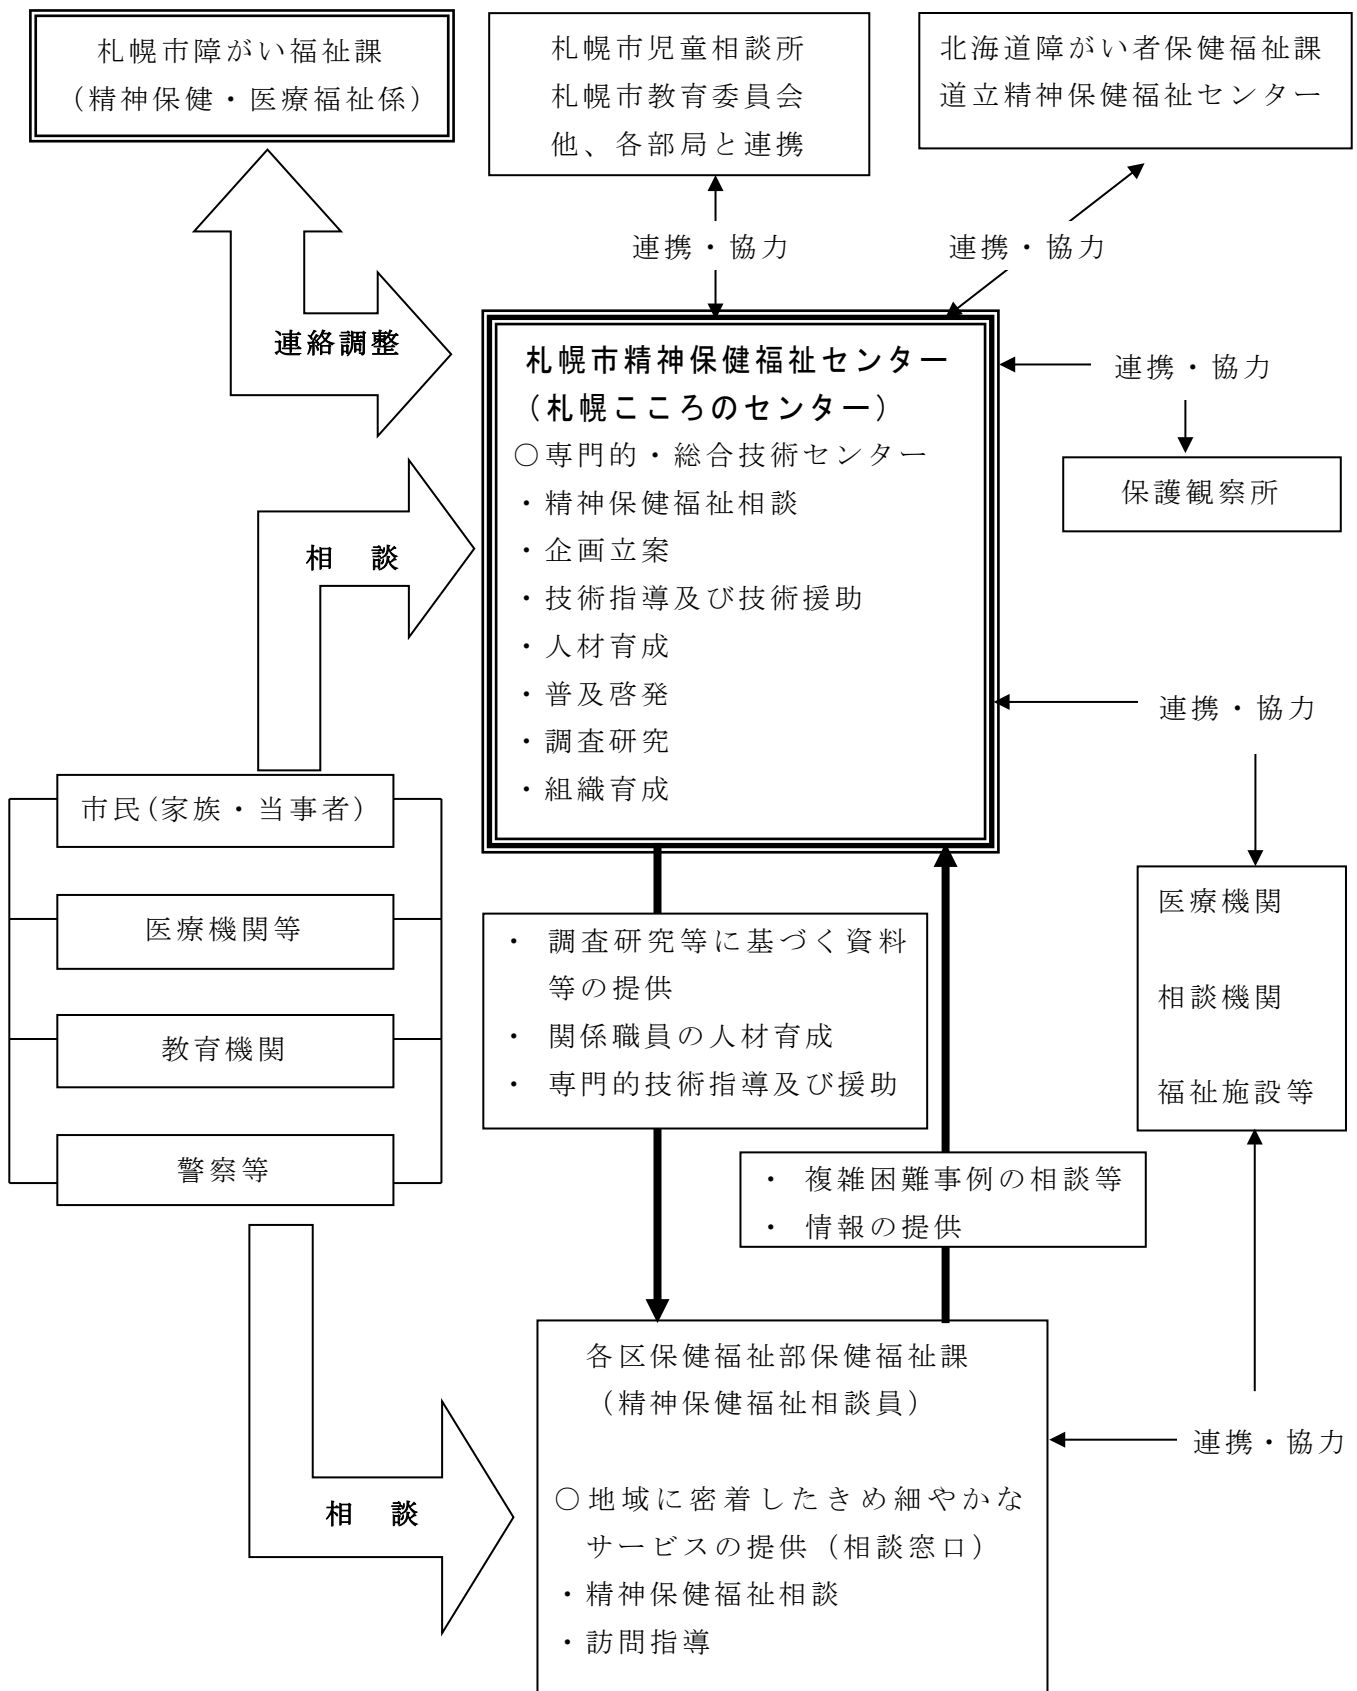 札幌市障がい福祉課
(精神保健・医療福祉係)
札幌市児童相談所
札幌市教育委員会
他、各部局と連携
北海道障がい者保健福祉課
道立精神保健福祉センター
連携・協力
連携・協力
連絡調整
札幌市精神保健福祉センター
(札幌こころのセンター)
○専門的・総合技術センター
・精神保健福祉相談
・企画立案
・技術指導及び技術援助
・人材育成
・普及啓発
・調査研究
・組織育成
連携・協力
保護観察所
相 談
連携・協力
市民(家族・当事者)
医療機関等
教育機関
警察等
医療機関
相談機関
福祉施設等
・ 調査研究等に基づく資料
等の提供
・ 関係職員の人材育成
・ 専門的技術指導及び援助
・ 複雑困難事例の相談等
・ 情報の提供
各区保健福祉部保健福祉課
(精神保健福祉相談員)
○地域に密着したきめ細やかな
サービスの提供(相談窓口)
・精神保健福祉相談
・訪問指導
連携・協力
相 談